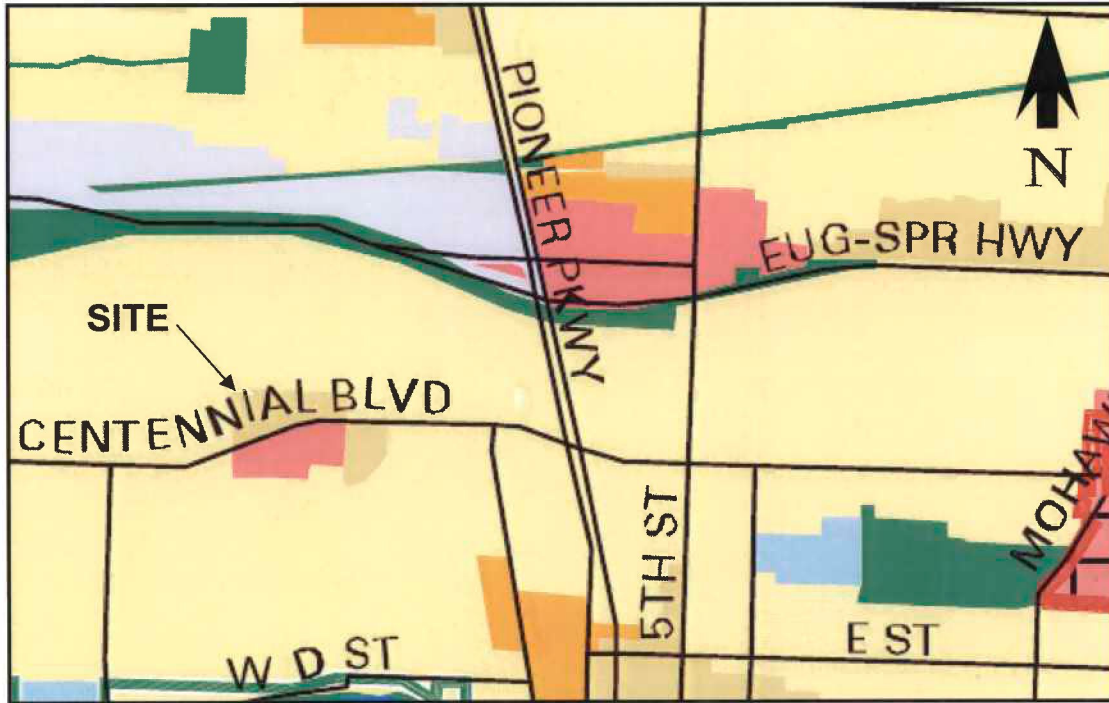 PIONEER PKWY
N
EUG-SPR HWY
SITE
CENTENNIAL BLVD
5TH ST
E ST
W D ST